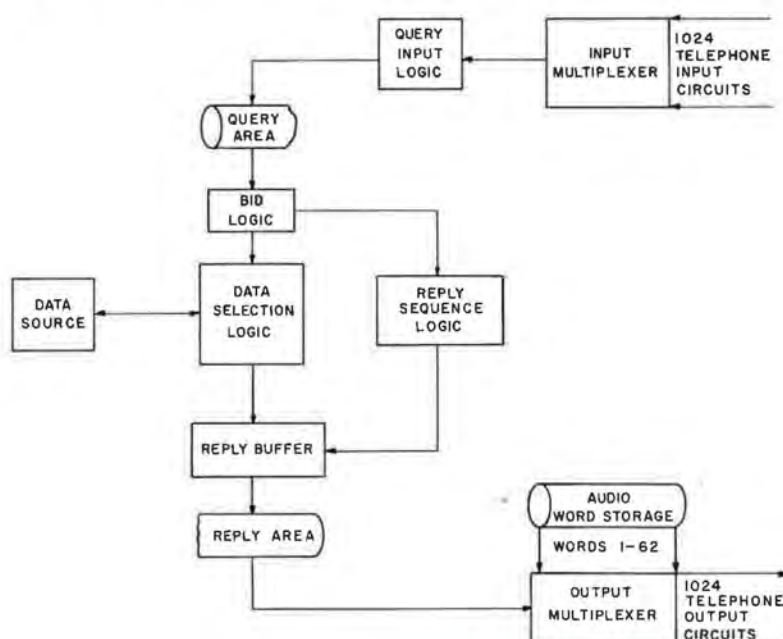 QUERY
INPUT
LOGIC
INPUT
MULTIPLEXER
1024
TELEPHONE
INPUT
CIRCUITS
QUERY
AREA
BID
LOGIC
DATA
SOURCE
DATA
SELECTION
LOGIC
REPLY
SEQUENCE
LOGIC
REPLY BUFFER
REPLY AREA
AUDIO
WORD STORAGE
WORDS 1-62
OUTPUT
MULTIPLEXER
1024
TELEPHONE
OUTPUT
CIRCUITS